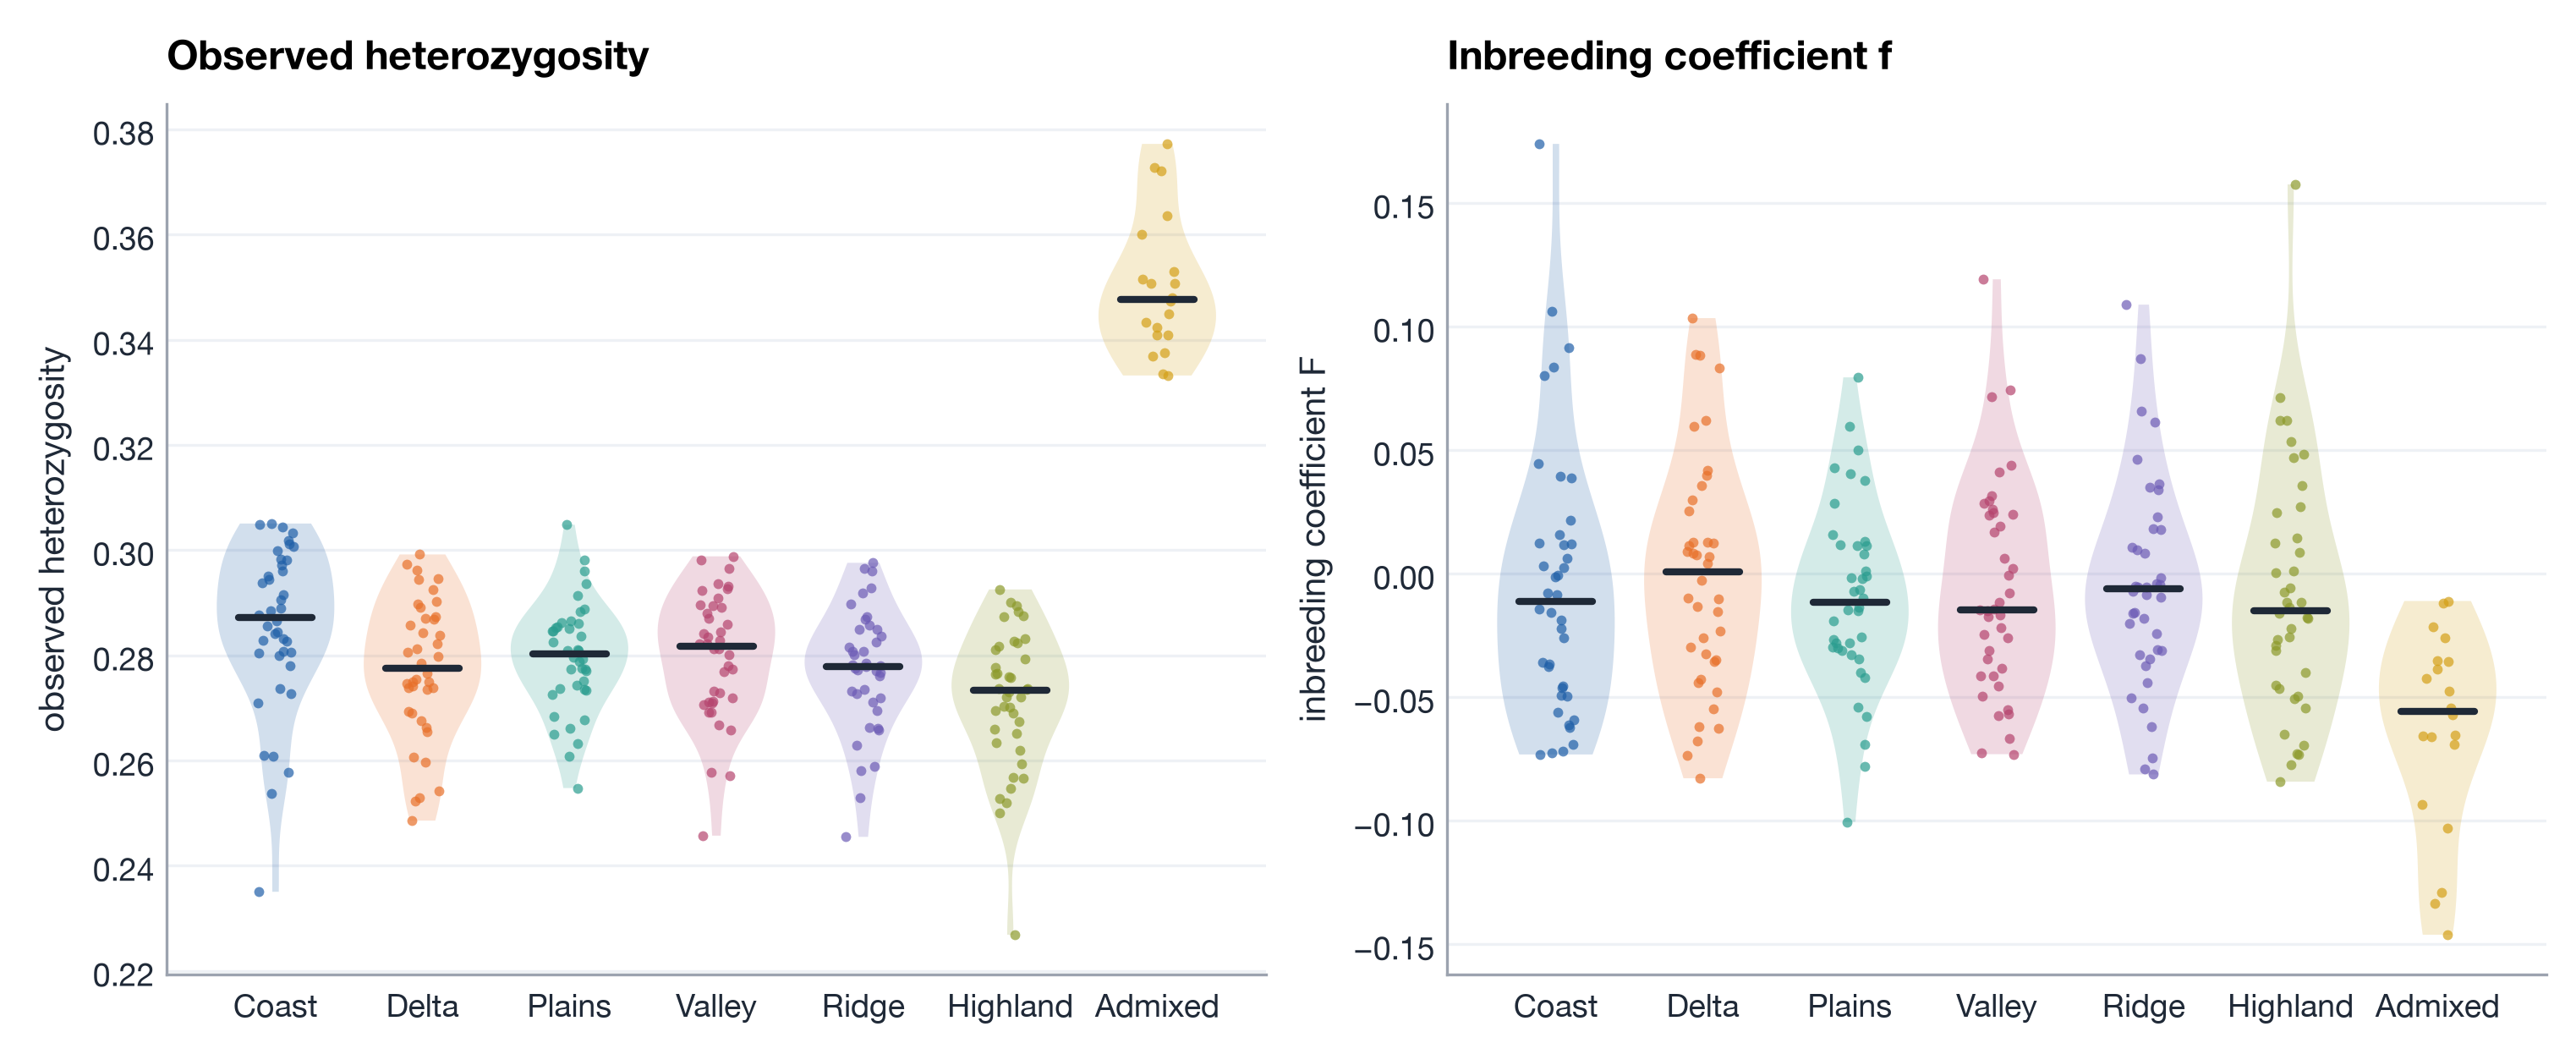 Observed heterozygosity
observed heterozygosity
0.38
0.36
0.34
0.32
0.30
0.28
0.26
0.24
0.22
Coast Delta Plains Valley Ridge Highland Admixed
Inbreeding coefficient f
inbreeding coefficient F
0.15
0.10
0.05
0.00
−0.05
−0.10
−0.15
Coast Delta Plains Valley Ridge Highland Admixed